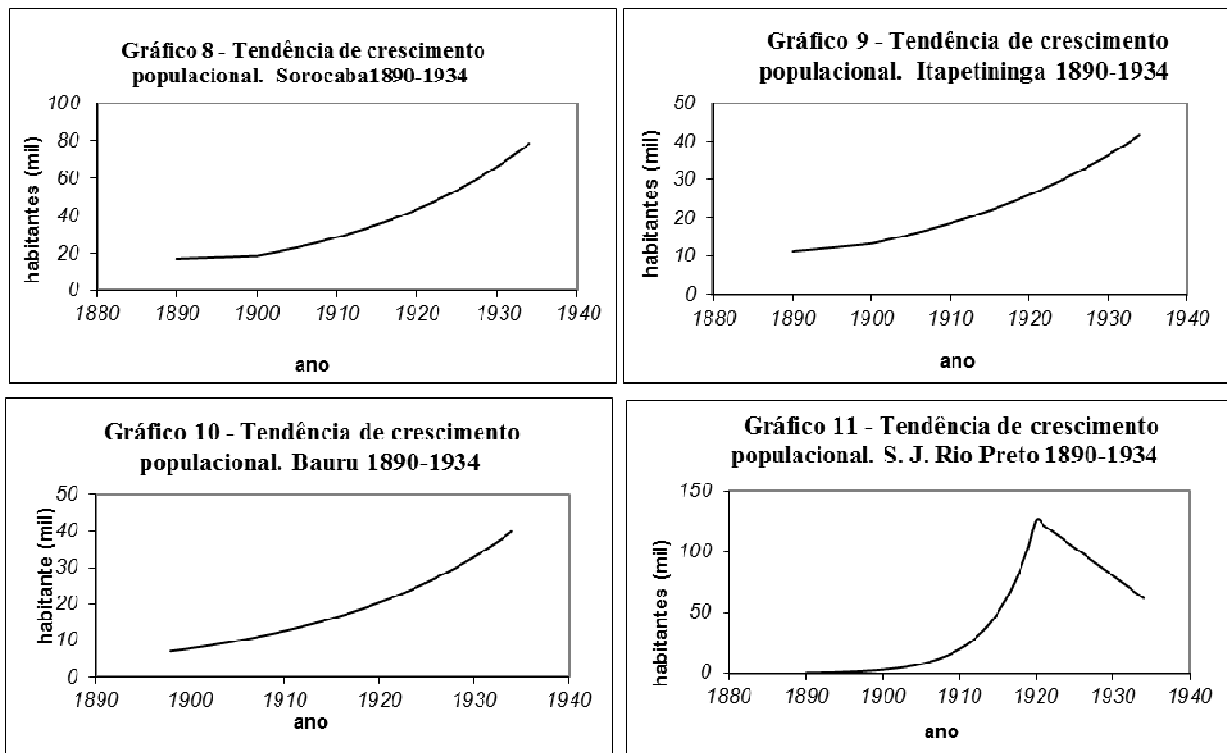 Gráfico 8 - Tendência de crescimento
populacional. Sorocaba1890-1934
habitantes (mil)
100
80
60
40
20
0
1880 1890 1900 1910 1920 1930 1940
ano
Gráfico 9 - Tendência de crescimento
populacional. Itapetininga 1890-1934
habitantes (mil)
50
40
30
20
10
0
1880 1890 1900 1910 1920 1930 1940
ano
Gráfico 10 - Tendência de crescimento
populacional. Bauru 1890-1934
habitante (mil)
50
40
30
20
10
0
1890 1900 1910 1920 1930 1940
ano
Gráfico 11 - Tendência de crescimento
populacional. S. J. Rio Preto 1890-1934
habitantes (mil)
150
100
50
0
1880 1890 1900 1910 1920 1930 1940
ano